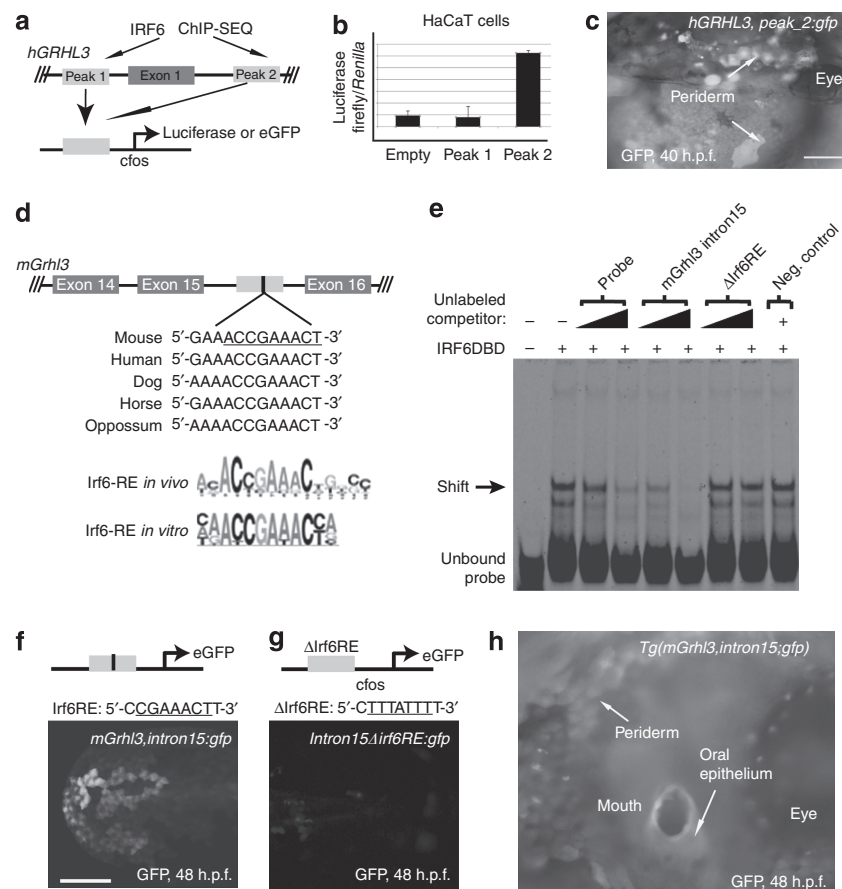 a
IRF6 ChIP-SEQ
hGRHL3
Peak 1 Exon 1 Peak 2
Luciferase or eGFP
cfos
b
HaCaT cells
Luciferase
firefly/Renilla
Empty Peak 1 Peak 2
c
hGRHL3, peak_2:gfp
Eye
Periderm
GFP, 40 h.p.f.
d
mGrhl3
Exon 14 Exon 15 Exon 16
Mouse 5′-GAAACCGAAACT-3′
Human 5′-GAAACCGAAACT-3′
Dog 5′-AAAACCGAAACT-3′
Horse 5′-GAAACCGAAACT-3′
Oppossum 5′-AAAACCGAAACT-3′
Irf6-RE in vivo
Irf6-RE in vitro
e
Probe
mGrhl3 intron15
ΔIrf6RE
Neg. control
Unlabeled
competitor: – – +
IRF6DBD – + + + + + + + +
Shift
Unbound
probe
f
eGFP
Irf6RE: 5′-CCGAAACTT-3′
mGrhl3,intron15:gfp
GFP, 48 h.p.f.
g
ΔIrf6RE
eGFP
cfos
ΔIrf6RE: 5′-CTTTATTTT-3′
Intron15Δirf6RE:gfp
GFP, 48 h.p.f.
h
Tg(mGrhl3,intron15;gfp)
Periderm
Oral
epithelium
Mouth
Eye
GFP, 48 h.p.f.